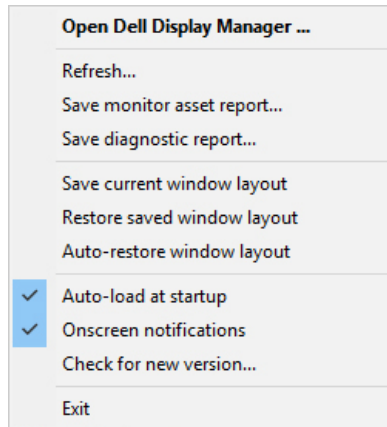 Open Dell Display Manager ...
Refresh...
Save monitor asset report...
Save diagnostic report...
Save current window layout
Restore saved window layout
Auto-restore window layout
Auto-load at startup
Onscreen notifications
Check for new version...
Exit